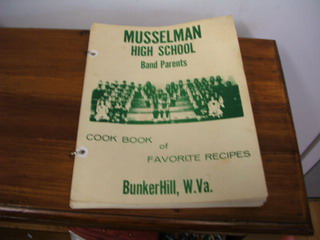 MUSSELMAN
HIGH SCHOOL
Band Parents
COOK BOOK of
FAVORITE RECIPES
BunkerHill, W.Va.